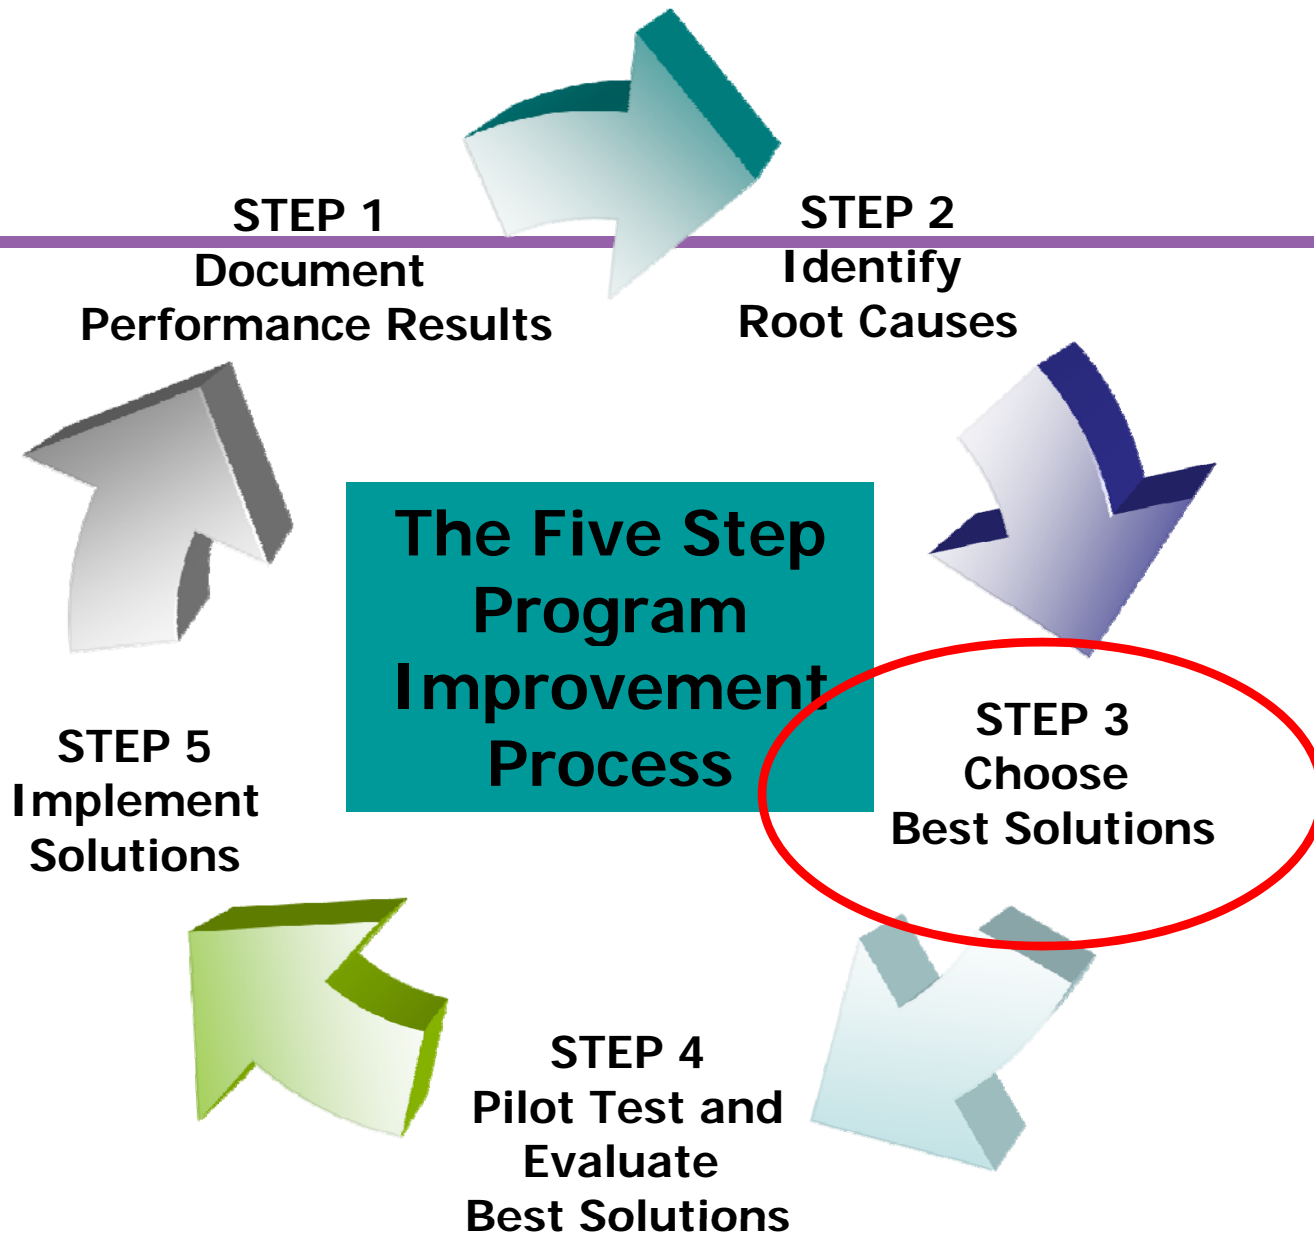 STEP 1
Document
Performance Results
STEP 2
Identify
Root Causes
The Five Step
Program
Improvement
Process
STEP 3
Choose
Best Solutions
STEP 4
Pilot Test and
Evaluate
Best Solutions
STEP 5
Implement
Solutions